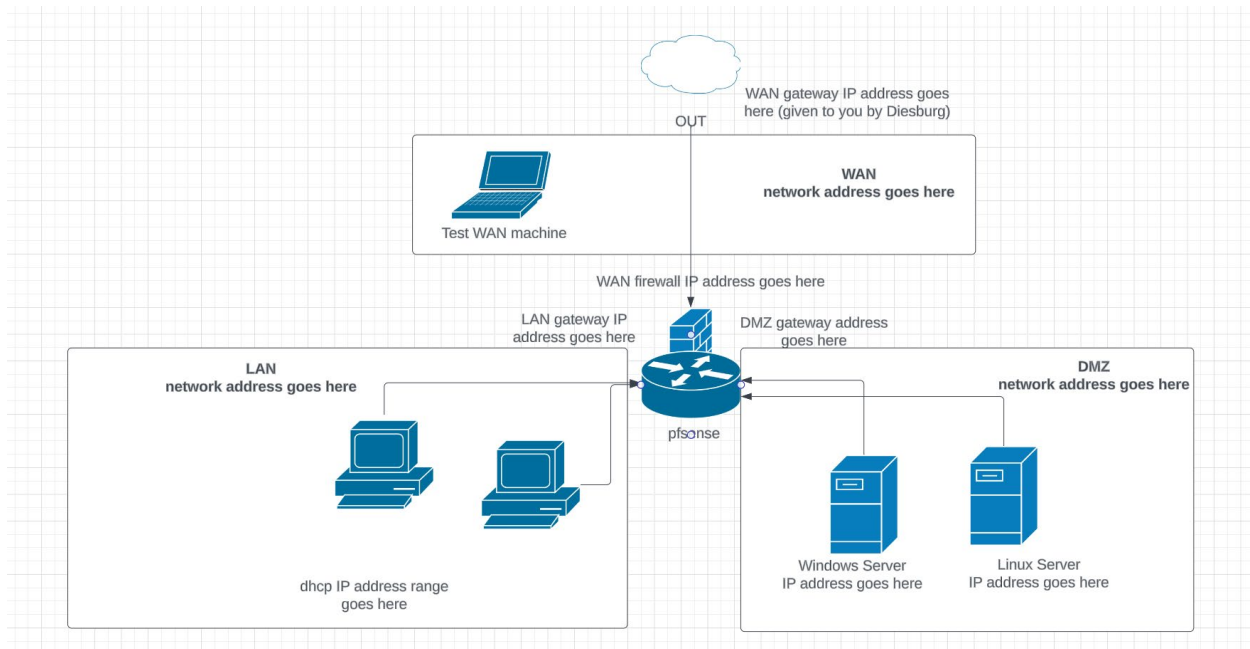 WAN gateway IP address goes
here (given to you by Diesburg)
OUT
WAN
network address goes here
Test WAN machine
WAN firewall IP address goes here
LAN gateway IP
address goes here
DMZ gateway address
goes here
LAN
network address goes here
DMZ
network address goes here
pfsense
dhcp IP address range
goes here
Windows Server
IP address goes here
Linux Server
IP address goes here